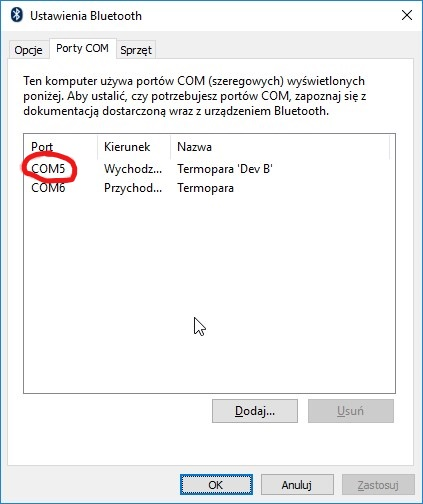 Ustawienia Bluetooth
Opcje Porty COM Sprzęt
Ten komputer używa portów COM (szeregowych) wyświetlonych
poniżej. Aby ustalić, czy potrzebujesz portów COM, zapoznaj się z
dokumentacją dostarczoną wraz z urządzeniem Bluetooth.
Port Kierunek Nazwa
COM5 Wychodz... Termopara 'Dev B'
COM6 Przychod... Termopara
Dodaj... Usuń
OK Anuluj Zastosuj